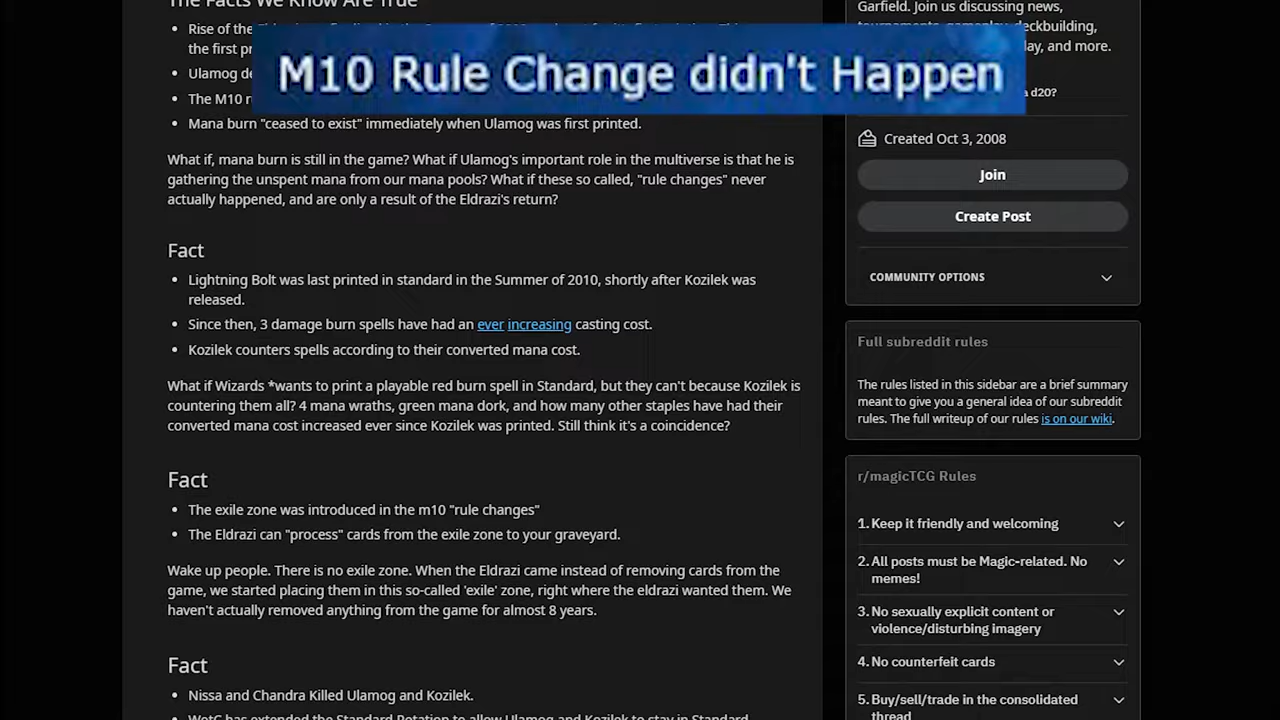 The Facts We Know Are True
Rise of the
the first pr
M10 Rule Change didn't Happen
Ulamog de
The M10 r
Mana burn "ceased to exist" immediately when Ulamog was first printed.
What if, mana burn is still in the game? What if Ulamog's important role in the multiverse is that he is
gathering the unspent mana from our mana pools? What if these so called, "rule changes" never
actually happened, and are only a result of the Eldrazi's return?
Fact
Lightning Bolt was last printed in standard in the Summer of 2010, shortly after Kozilek was
released.
Since then, 3 damage burn spells have had an ever increasing casting cost.
Kozilek counters spells according to their converted mana cost.
What if Wizards *wants to print a playable red burn spell in Standard, but they can't because Kozilek is
countering them all? 4 mana wraths, green mana dork, and how many other staples have had their
converted mana cost increased ever since Kozilek was printed. Still think it's a coincidence?
Fact
The exile zone was introduced in the m10 "rule changes"
The Eldrazi can "process" cards from the exile zone to your graveyard.
Wake up people. There is no exile zone. When the Eldrazi came instead of removing cards from the
game, we started placing them in this so-called 'exile' zone, right where the eldrazi wanted them. We
haven't actually removed anything from the game for almost 8 years.
Fact
Nissa and Chandra Killed Ulamog and Kozilek.
WotC has extended the Standard Rotation to allow Ulamog and Kozilek to stay in Standard
Garfield. Join us discussing news,
tournaments, gameplay, deckbuilding,
lay, and more.
a d20?
Created Oct 3, 2008
Join
Create Post
COMMUNITY OPTIONS
Full subreddit rules
The rules listed in this sidebar are a brief summary
meant to give you a general idea of our subreddit
rules. The full writeup of our rules is on our wiki.
r/magicTCG Rules
1. Keep it friendly and welcoming
2. All posts must be Magic-related. No
memes!
3. No sexually explicit content or
violence/disturbing imagery
4. No counterfeit cards
5. Buy/sell/trade in the consolidated
thread